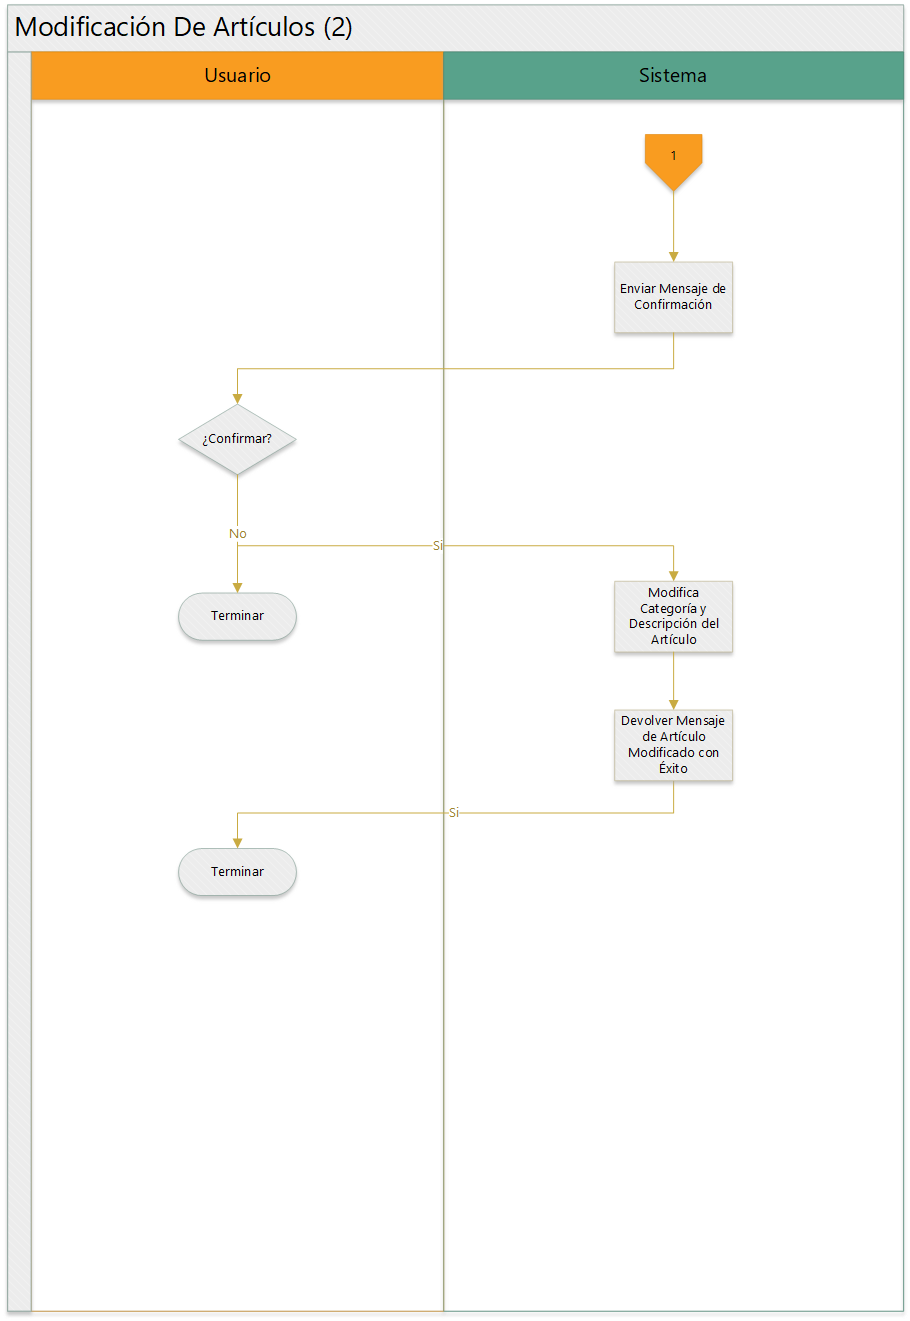 Modificación De Artículos (2)
Usuario
Sistema
1
Enviar Mensaje de
Confirmación
¿Confirmar?
No
Si
Terminar
Modifica
Categoría y
Descripción del
Artículo
Devolver Mensaje
de Artículo
Modificado con
Éxito
Si
Terminar